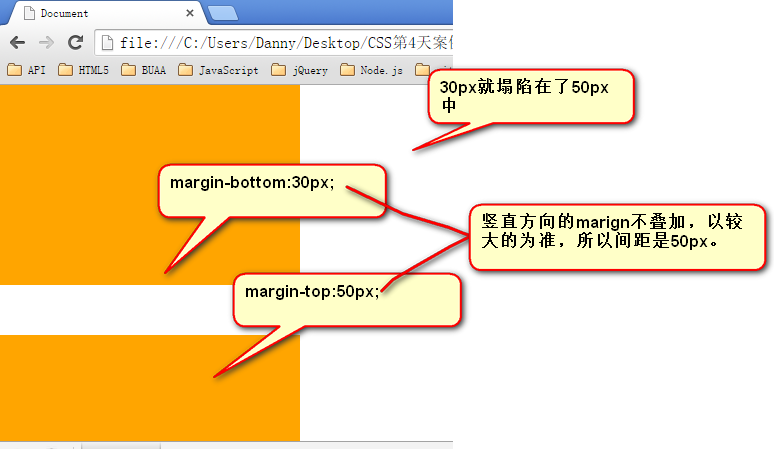 Document
file:///C:/Users/Danny/Desktop/CSS第4天案
API HTML5 BUAA JavaScript jQuery Node.js
30px就塌陷在了50px
中
margin-bottom:30px;
竖直方向的marign不叠加，以较
大的为准，所以间距是50px。
margin-top:50px;